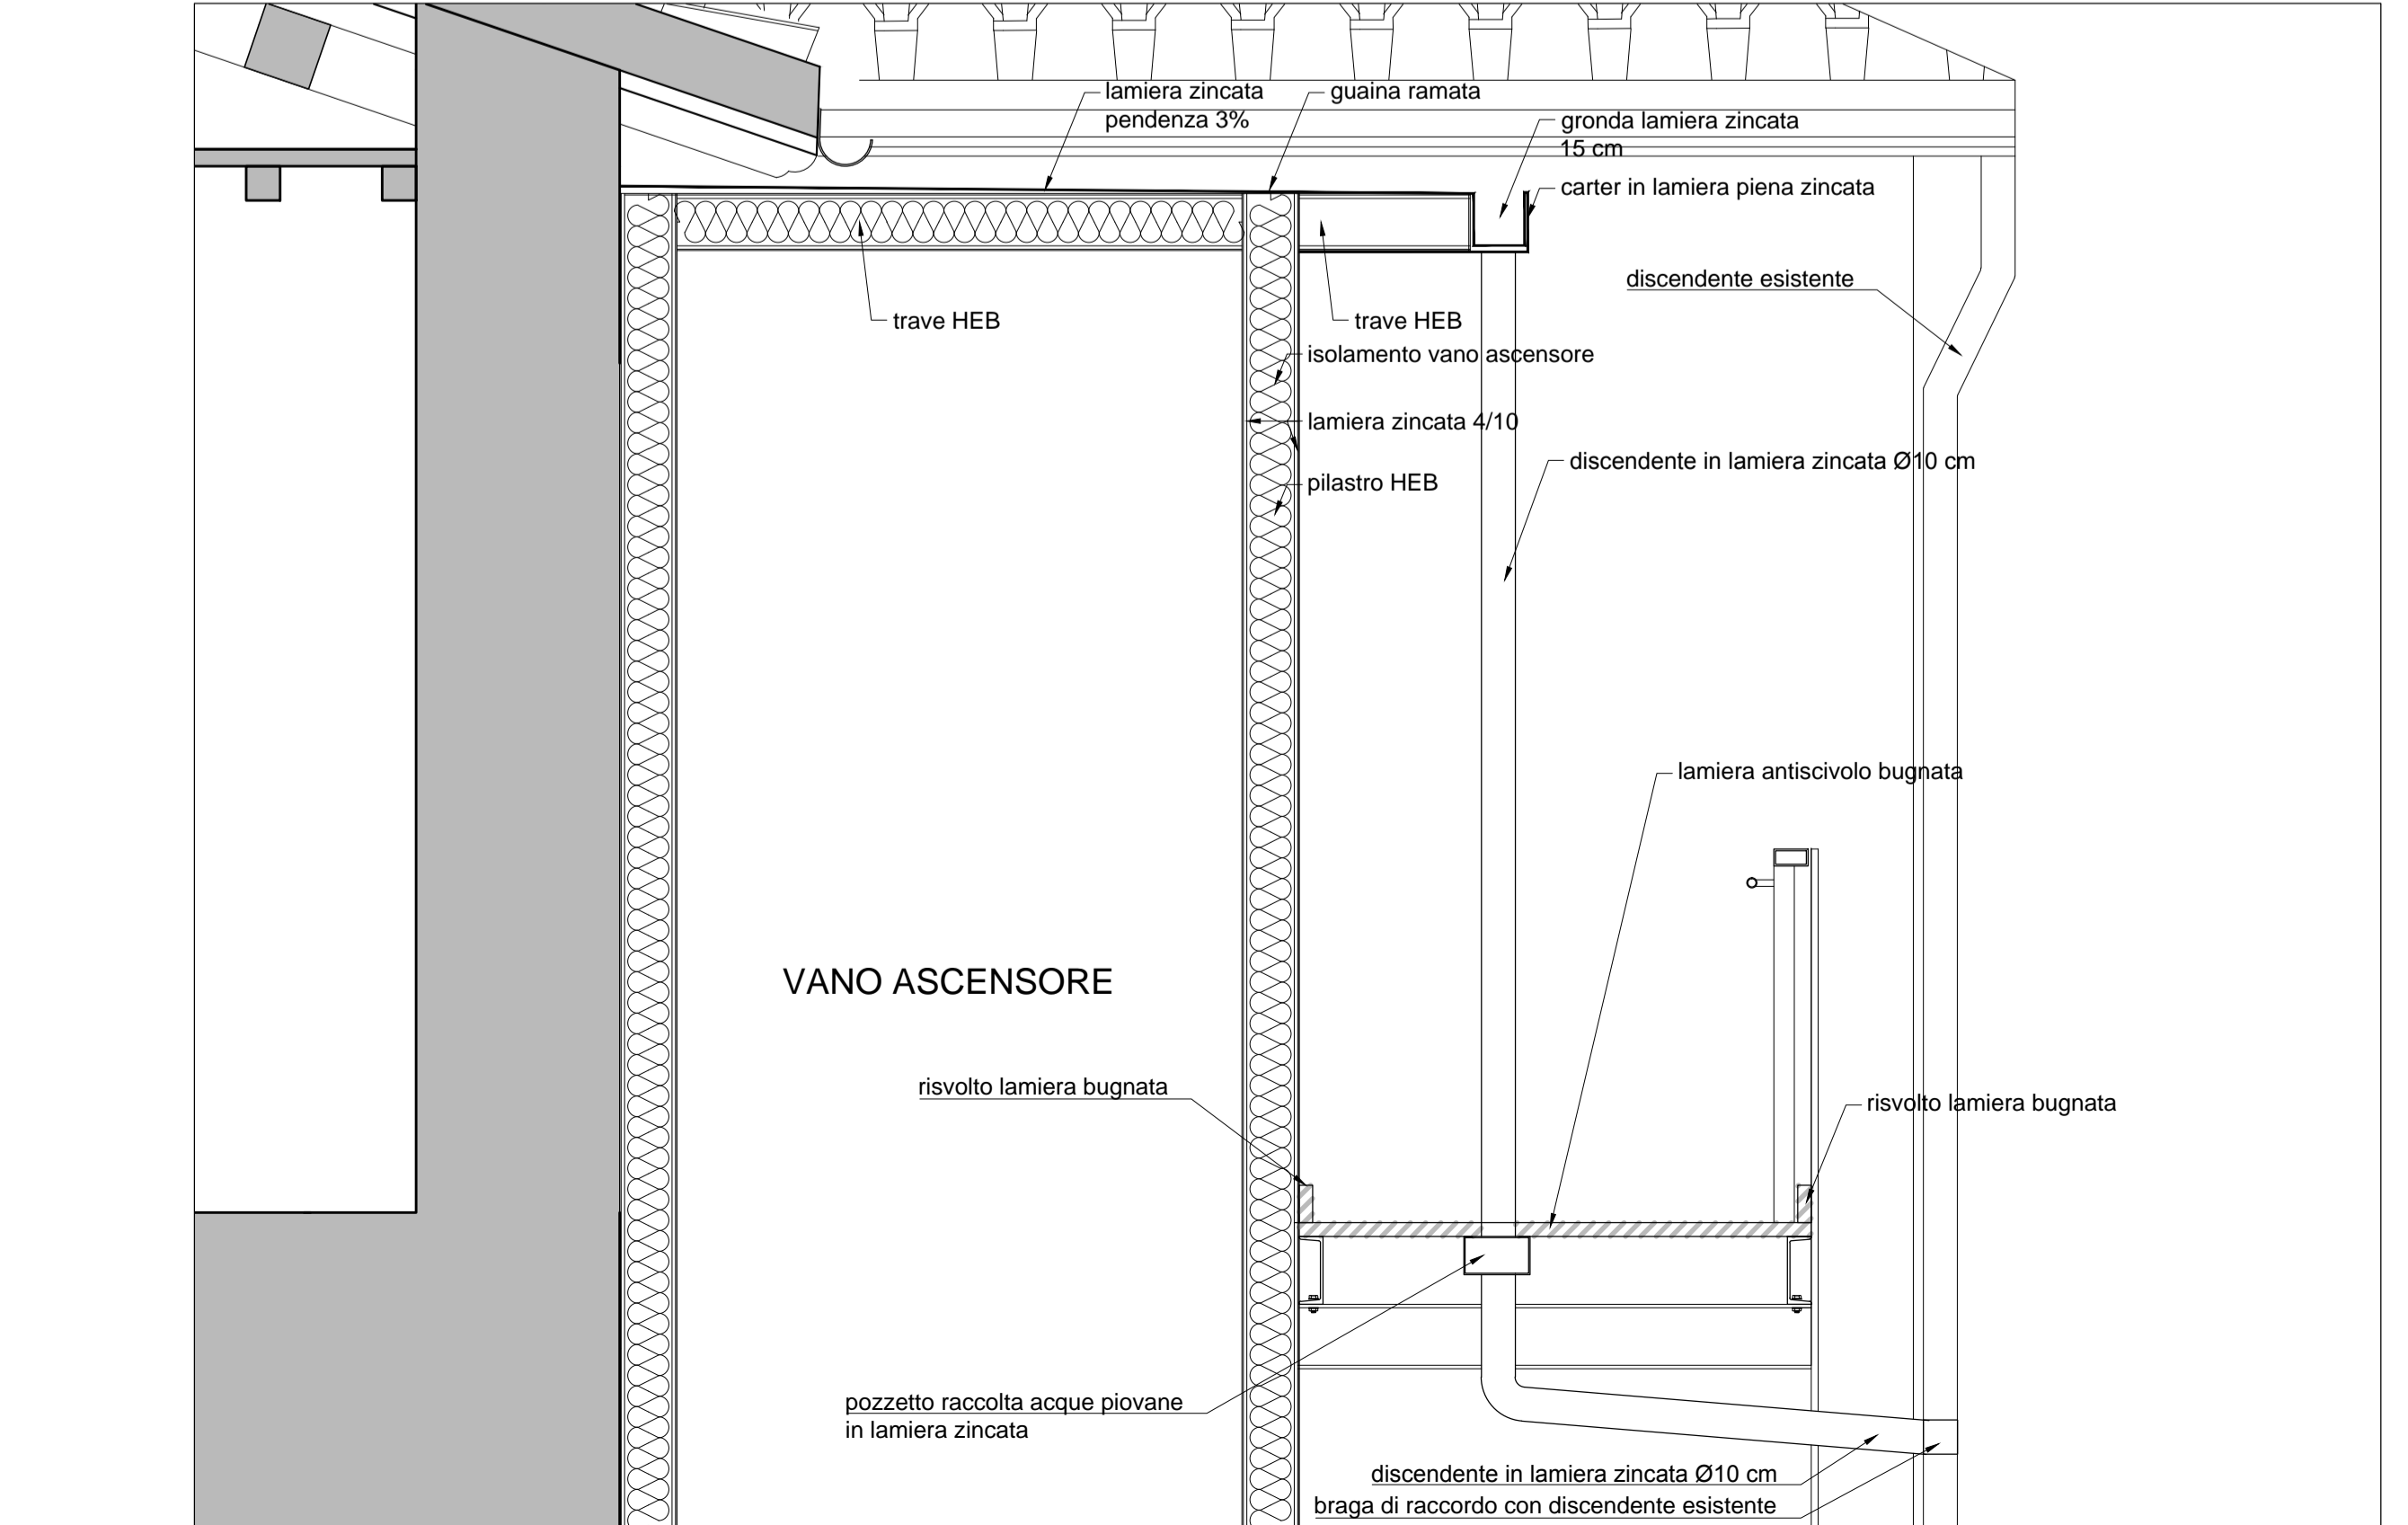 lamiera zincata
pendenza 3%
guaina ramata
gronda lamiera zincata
15 cm
carter in lamiera piena zincata
discendente esistente
trave HEB
trave HEB
isolamento vano ascensore
lamiera zincata 4/10
discendente in lamiera zincata Ø10 cm
pilastro HEB
lamiera antiscivolo bugnata
VANO ASCENSORE
risvolto lamiera bugnata
risvolto lamiera bugnata
pozzetto raccolta acque piovane
in lamiera zincata
discendente in lamiera zincata Ø10 cm
braga di raccordo con discendente esistente